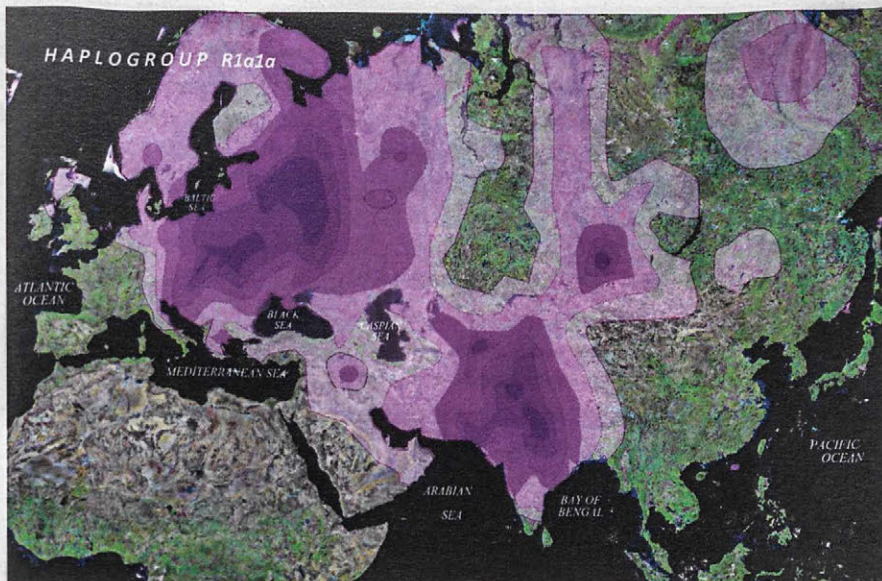 HAPLOGROUP R1a1a
BALTIC
SEA
ATLANTIC
OCEAN
BLACK
SEA
CASPIAN
SEA
MEDITERRANEAN SEA
PACIFIC
OCEAN
ARABIAN
SEA
BAY OF
BENGAL